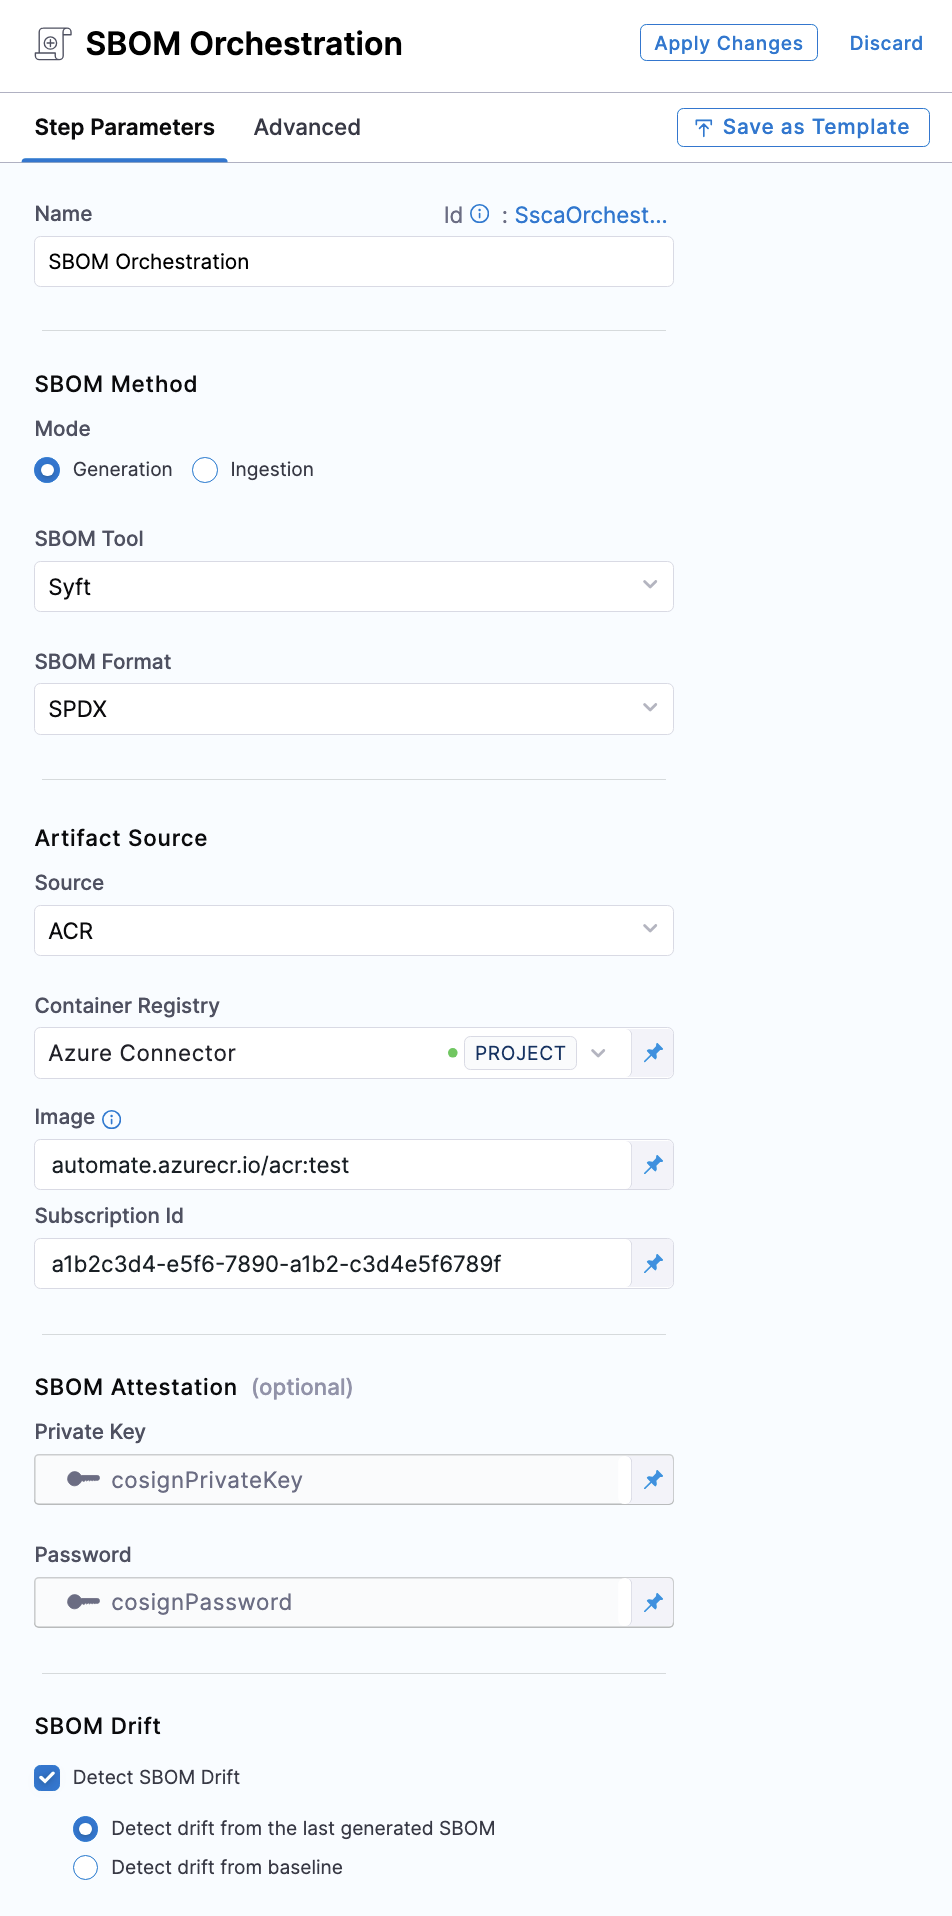 SBOM Orchestration
Apply Changes
Discard
Step Parameters
Advanced
Save as Template
Name
Id : SscaOrchest...
SBOM Orchestration
SBOM Method
Mode
Generation
Ingestion
SBOM Tool
Syft
SBOM Format
SPDX
Artifact Source
Source
ACR
Container Registry
Azure Connector
PROJECT
Image
automate.azurecr.io/acr:test
Subscription Id
a1b2c3d4-e5f6-7890-a1b2-c3d4e5f6789f
SBOM Attestation (optional)
Private Key
cosignPrivateKey
Password
cosignPassword
SBOM Drift
Detect SBOM Drift
Detect drift from the last generated SBOM
Detect drift from baseline